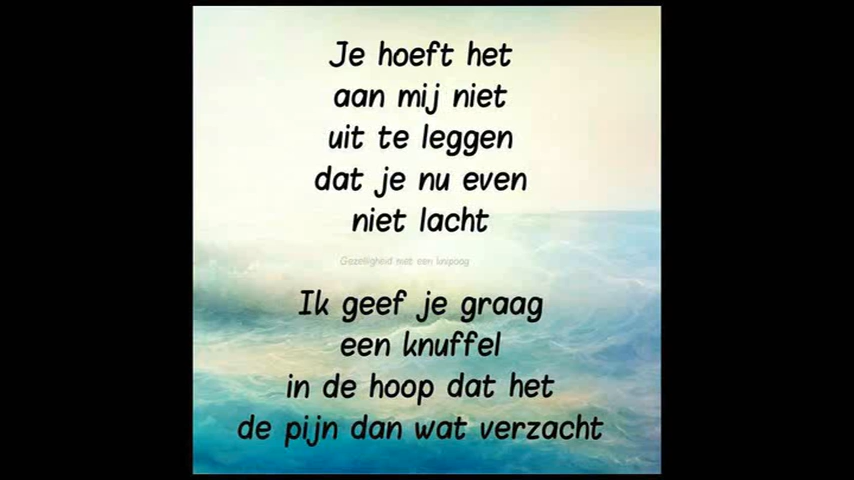 Je hoeft het
aan mij niet
uit te leggen
dat je nu even
niet lacht
Gezelligheid met een knipoog
Ik geef je graag
een knuffel
in de hoop dat het
de pijn dan wat verzacht